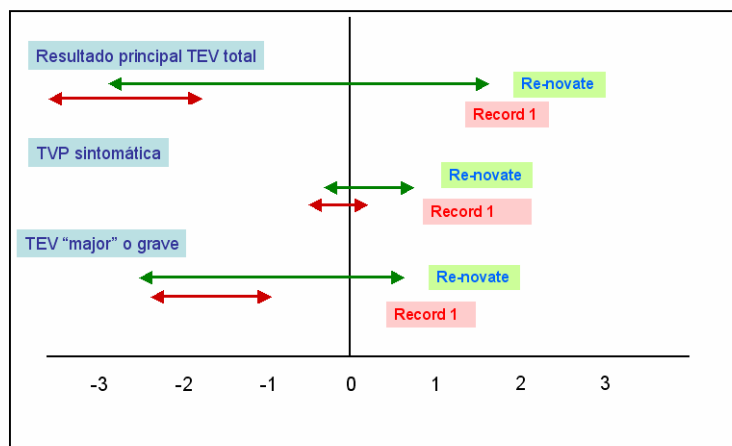 Resultado principal TEV total
Re-novate
Record 1
TVP sintomática
Re-novate
Record 1
TEV “major” o grave
Re-novate
Record 1
-3 -2 -1 0 1 2 3